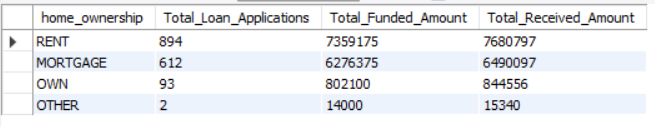 home_ownership Total_Loan_Applications Total_Funded_Amount Total_Received_Amount
RENT 894 7359175 7680797
MORTGAGE 612 6276375 6490097
OWN 93 802100 844556
OTHER 2 14000 15340